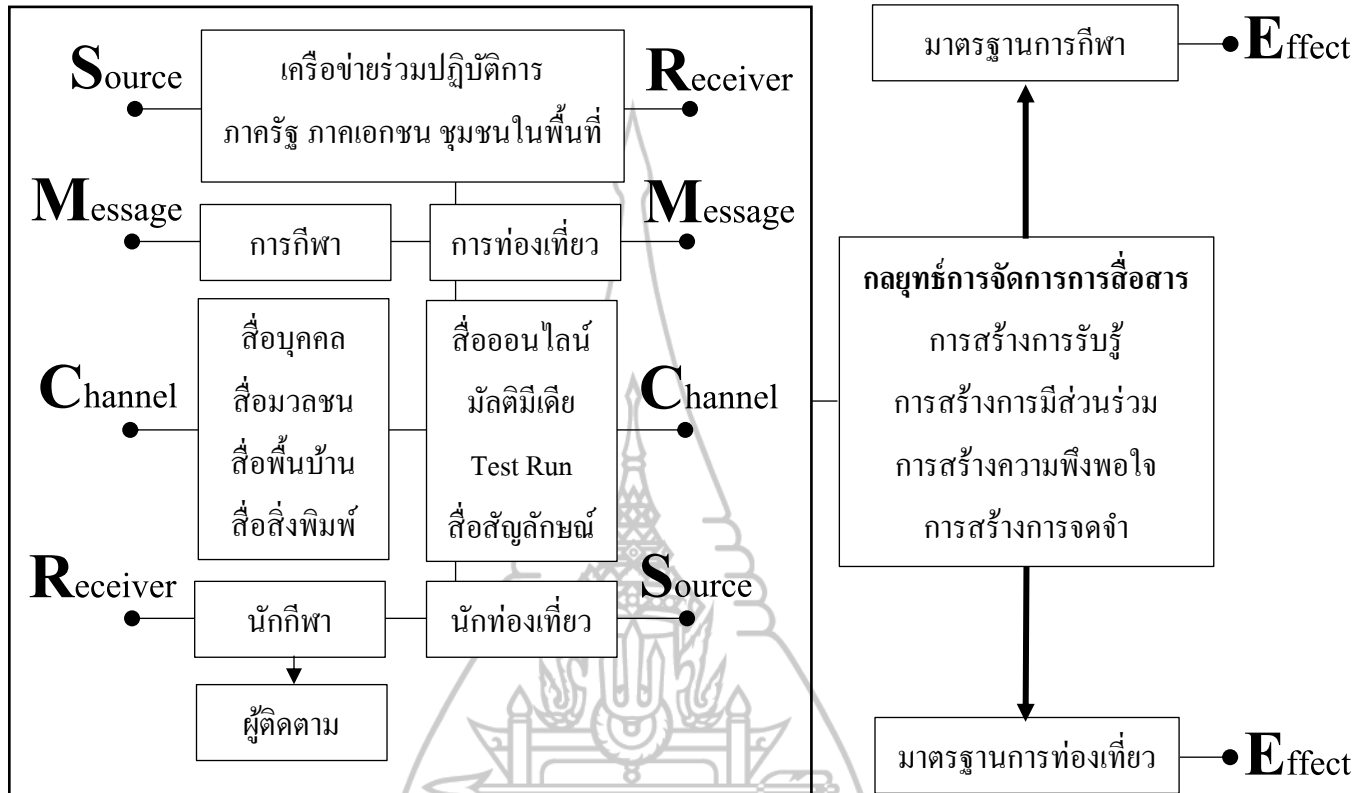 Source
เครือข่ายร่วมปฏิบัติการ
ภาครัฐ ภาคเอกชน ชุมชนในพื้นที่
Receiver
Message
การกีฬา
การท่องเที่ยว
Message
Channel
สื่อบุคคล
สื่อมวลชน
สื่อพื้นบ้าน
สื่อสิ่งพิมพ์
สื่อออนไลน์
มัลติมีเดีย
Test Run
สื่อสัญลักษณ์
Channel
Receiver
นักกีฬา
นักท่องเที่ยว
Source
ผู้ติดตาม
มาตรฐานการกีฬา
Effect
กลยุทธ์การจัดการการสื่อสาร
การสร้างการรับรู้
การสร้างการมีส่วนร่วม
การสร้างความพึงพอใจ
การสร้างการจดจำ
มาตรฐานการท่องเที่ยว
Effect